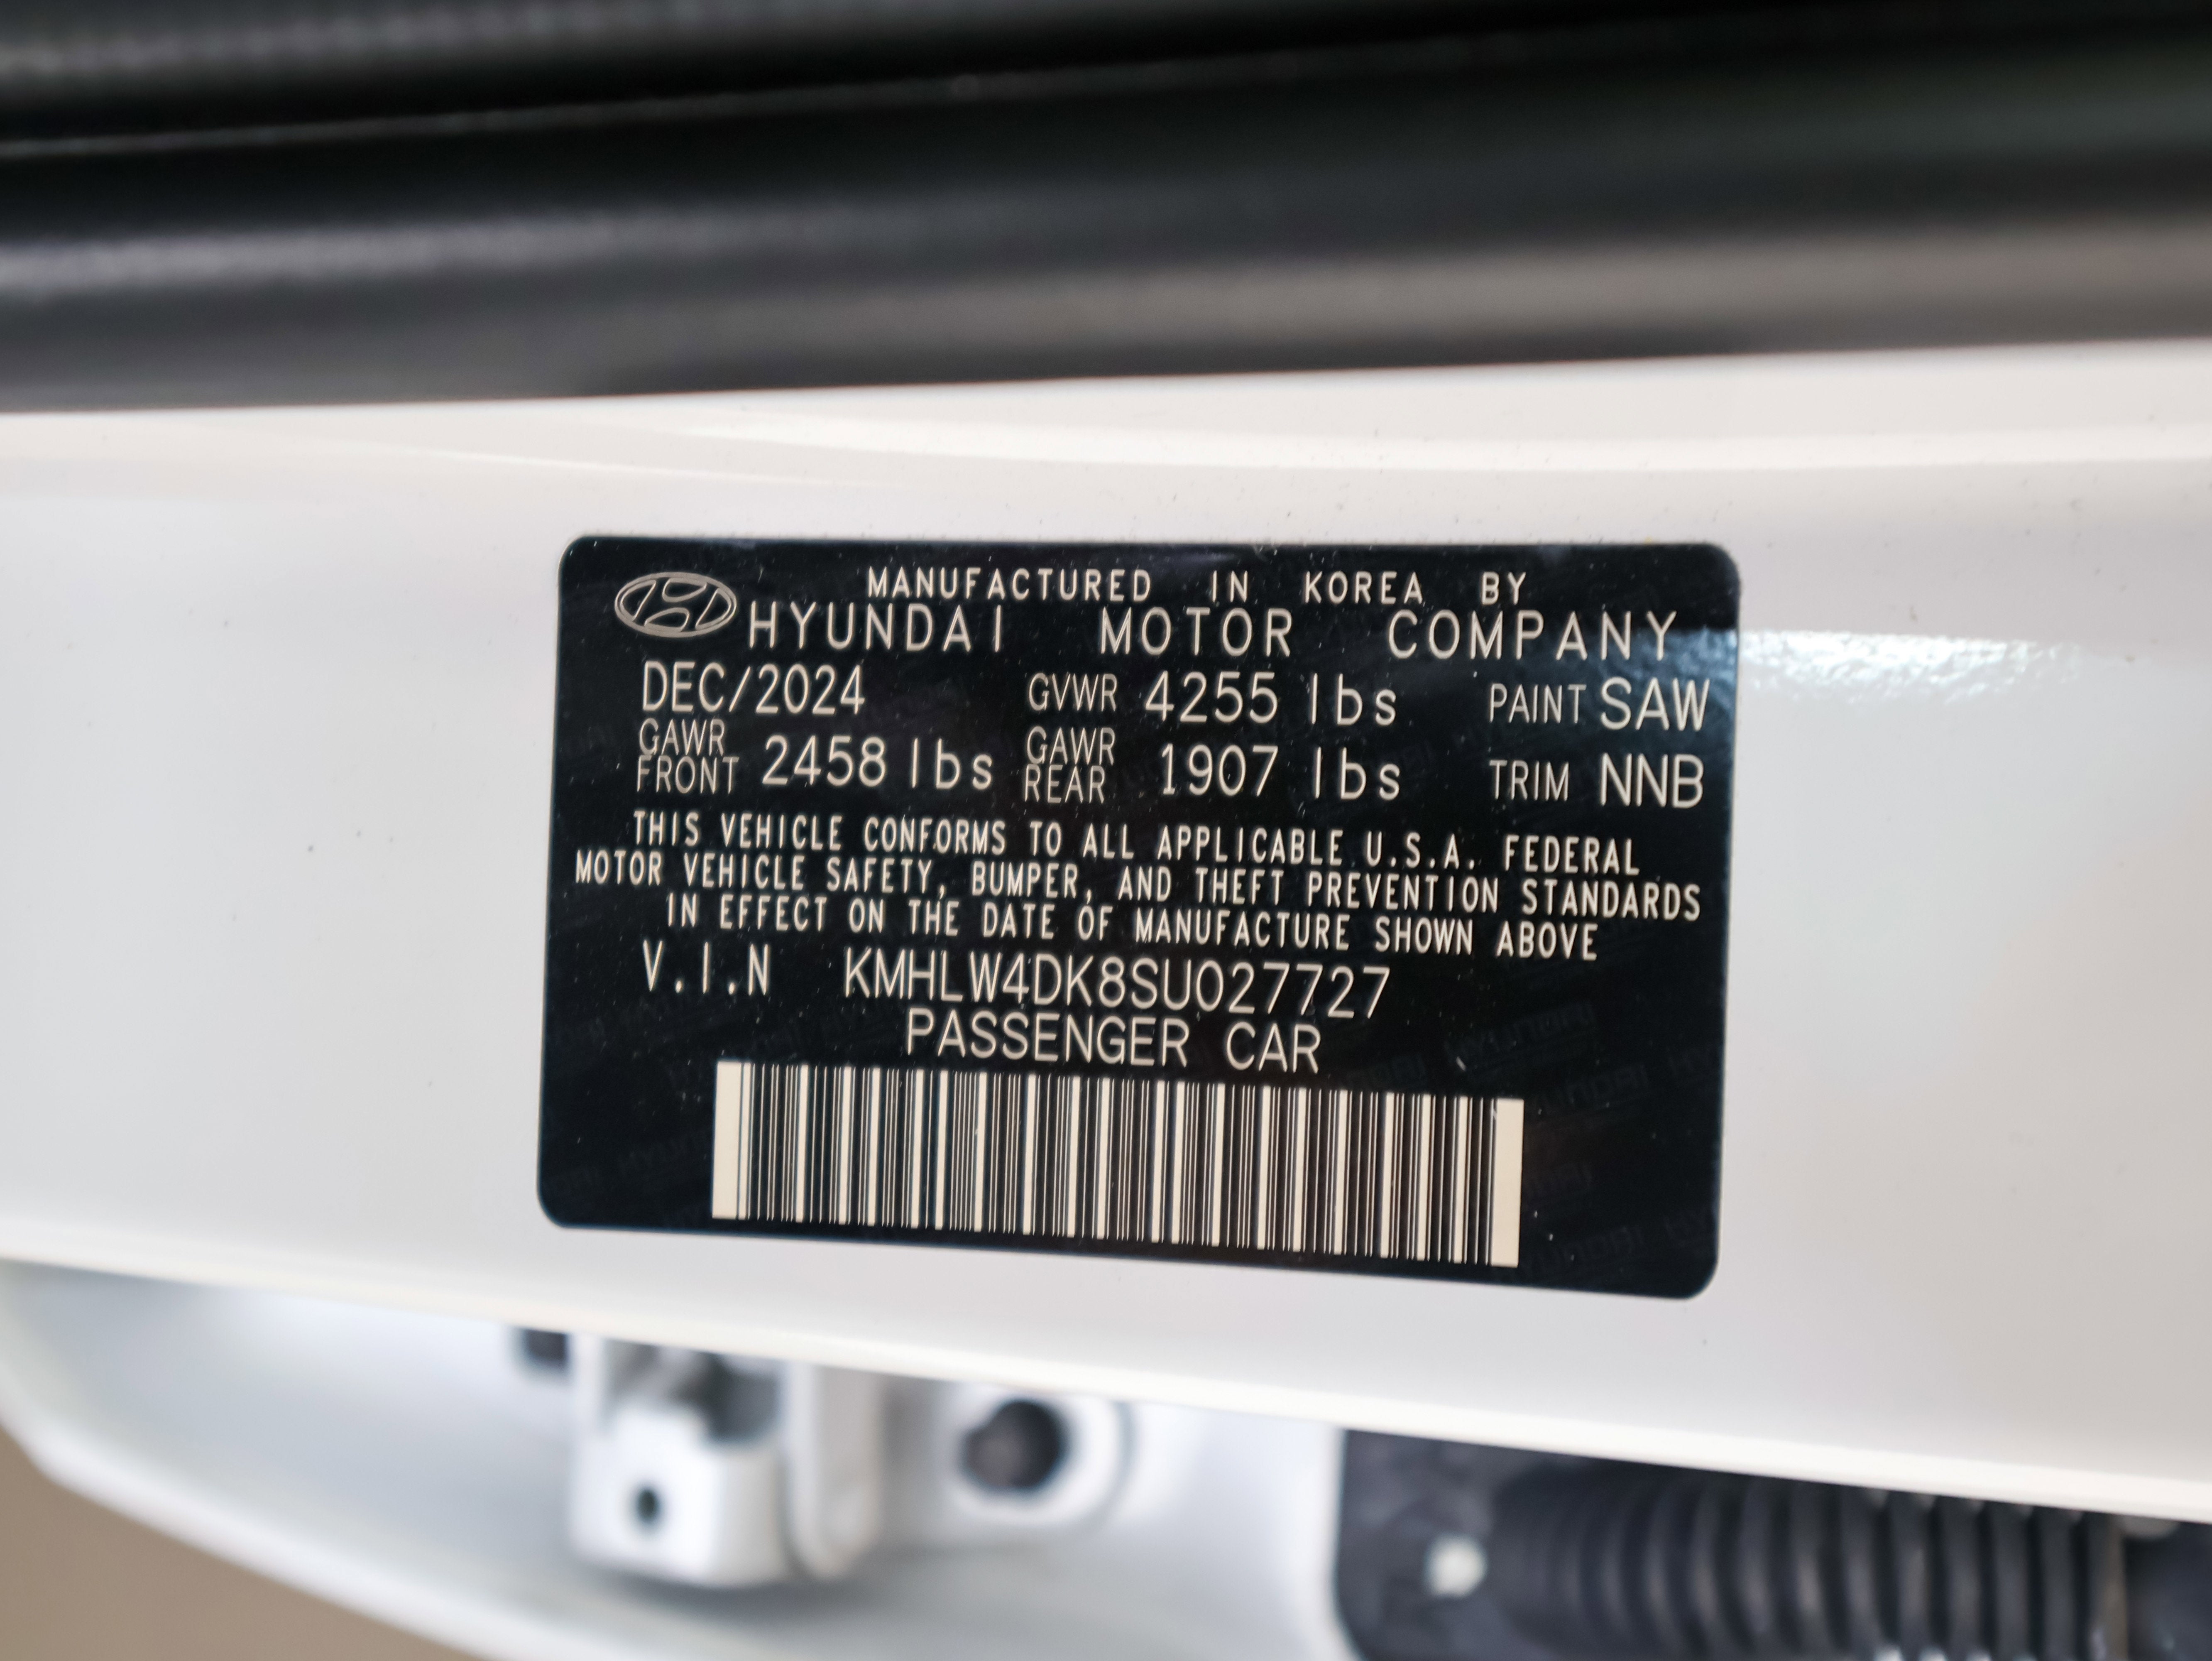 MANUFACTURED IN KOREA BY
HYUNDAI MOTOR COMPANY
DEC/2024 GVWR 4255 lbs PAINT SAW
GAWR FRONT 2458 lbs GAWR REAR 1907 lbs TRIM NNB
THIS VEHICLE CONFORMS TO ALL APPLICABLE U.S.A. FEDERAL
MOTOR VEHICLE SAFETY, BUMPER, AND THEFT PREVENTION STANDARDS
IN EFFECT ON THE DATE OF MANUFACTURE SHOWN ABOVE
V.I.N KMHLW4DK8SU027727
PASSENGER CAR